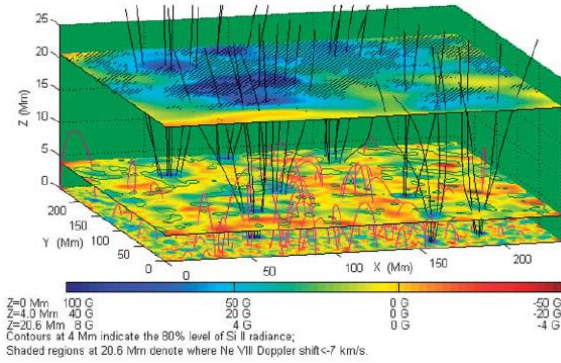 25
20
15
10
5
0
Z (Mm)
200
150
100
50
0
Y (Mm)
0
50
100
150
200
X (Mm)
Z=0 Mm 100 G 50 G 0 G -50 G
Z=4.0 Mm 40 G 20 G 0 G -20 G
Z=20.6 Mm 8 G 4 G 0 G -4 G
Contours at 4 Mm indicate the 80% level of Si II radiance;
Shaded regions at 20.6 Mm denote where Ne VIII Doppler shift<-7 km/s.